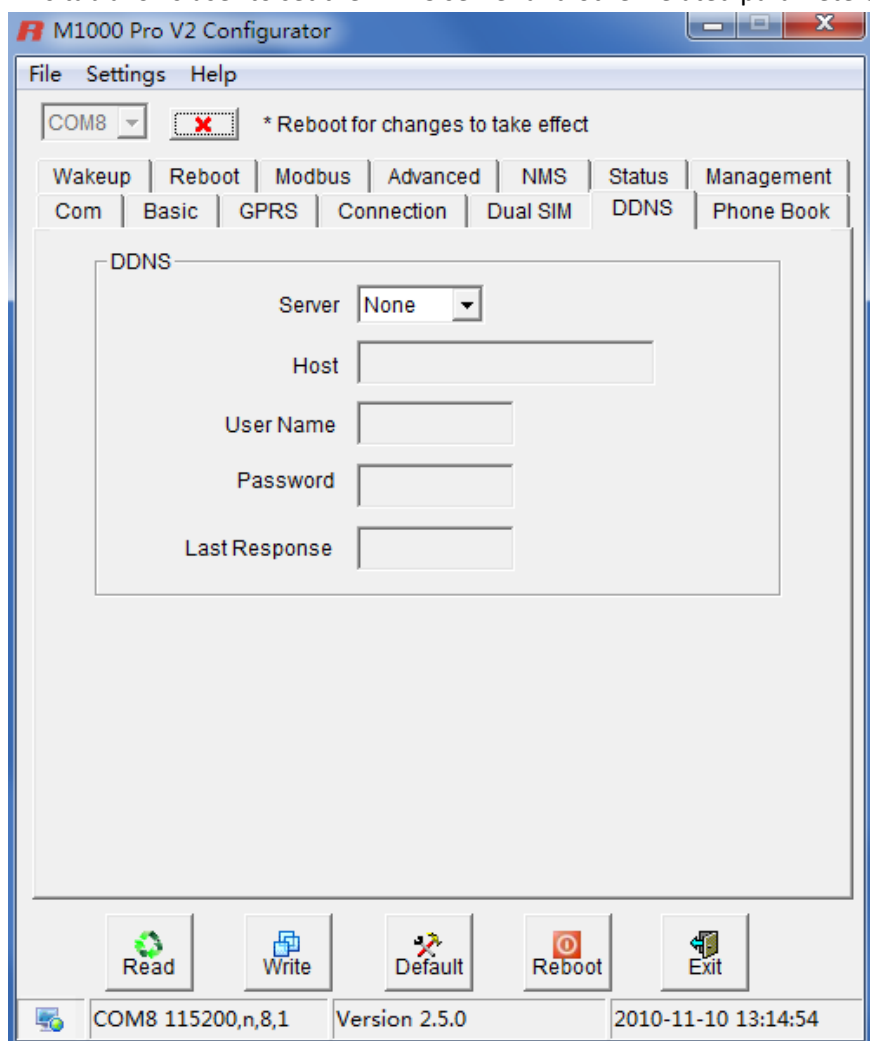 M1000 Pro V2 Configurator
File Settings Help
COM8 * Reboot for changes to take effect
Wakeup Reboot Modbus Advanced NMS Status Management
Com Basic GPRS Connection Dual SIM DDNS Phone Book
DDNS
Server None
Host
User Name
Password
Last Response
Read Write Default Reboot Exit
COM8 115200,n,8,1 Version 2.5.0 2010-11-10 13:14:54